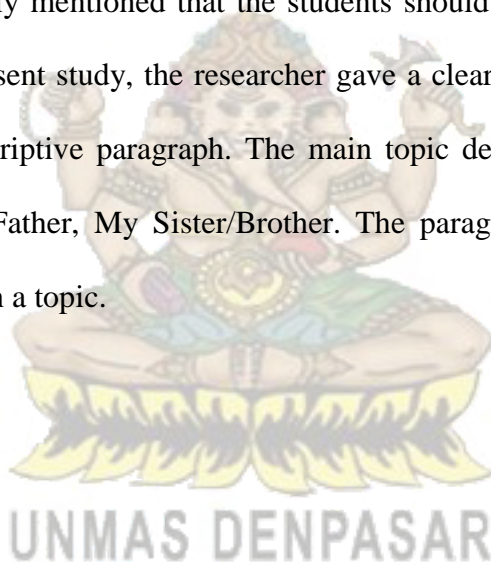 y mentioned that the students should
sent study, the researcher gave a clear
riptive paragraph. The main topic de
Father, My Sister/Brother. The parag
n a topic.
UNMAS DENPASAR